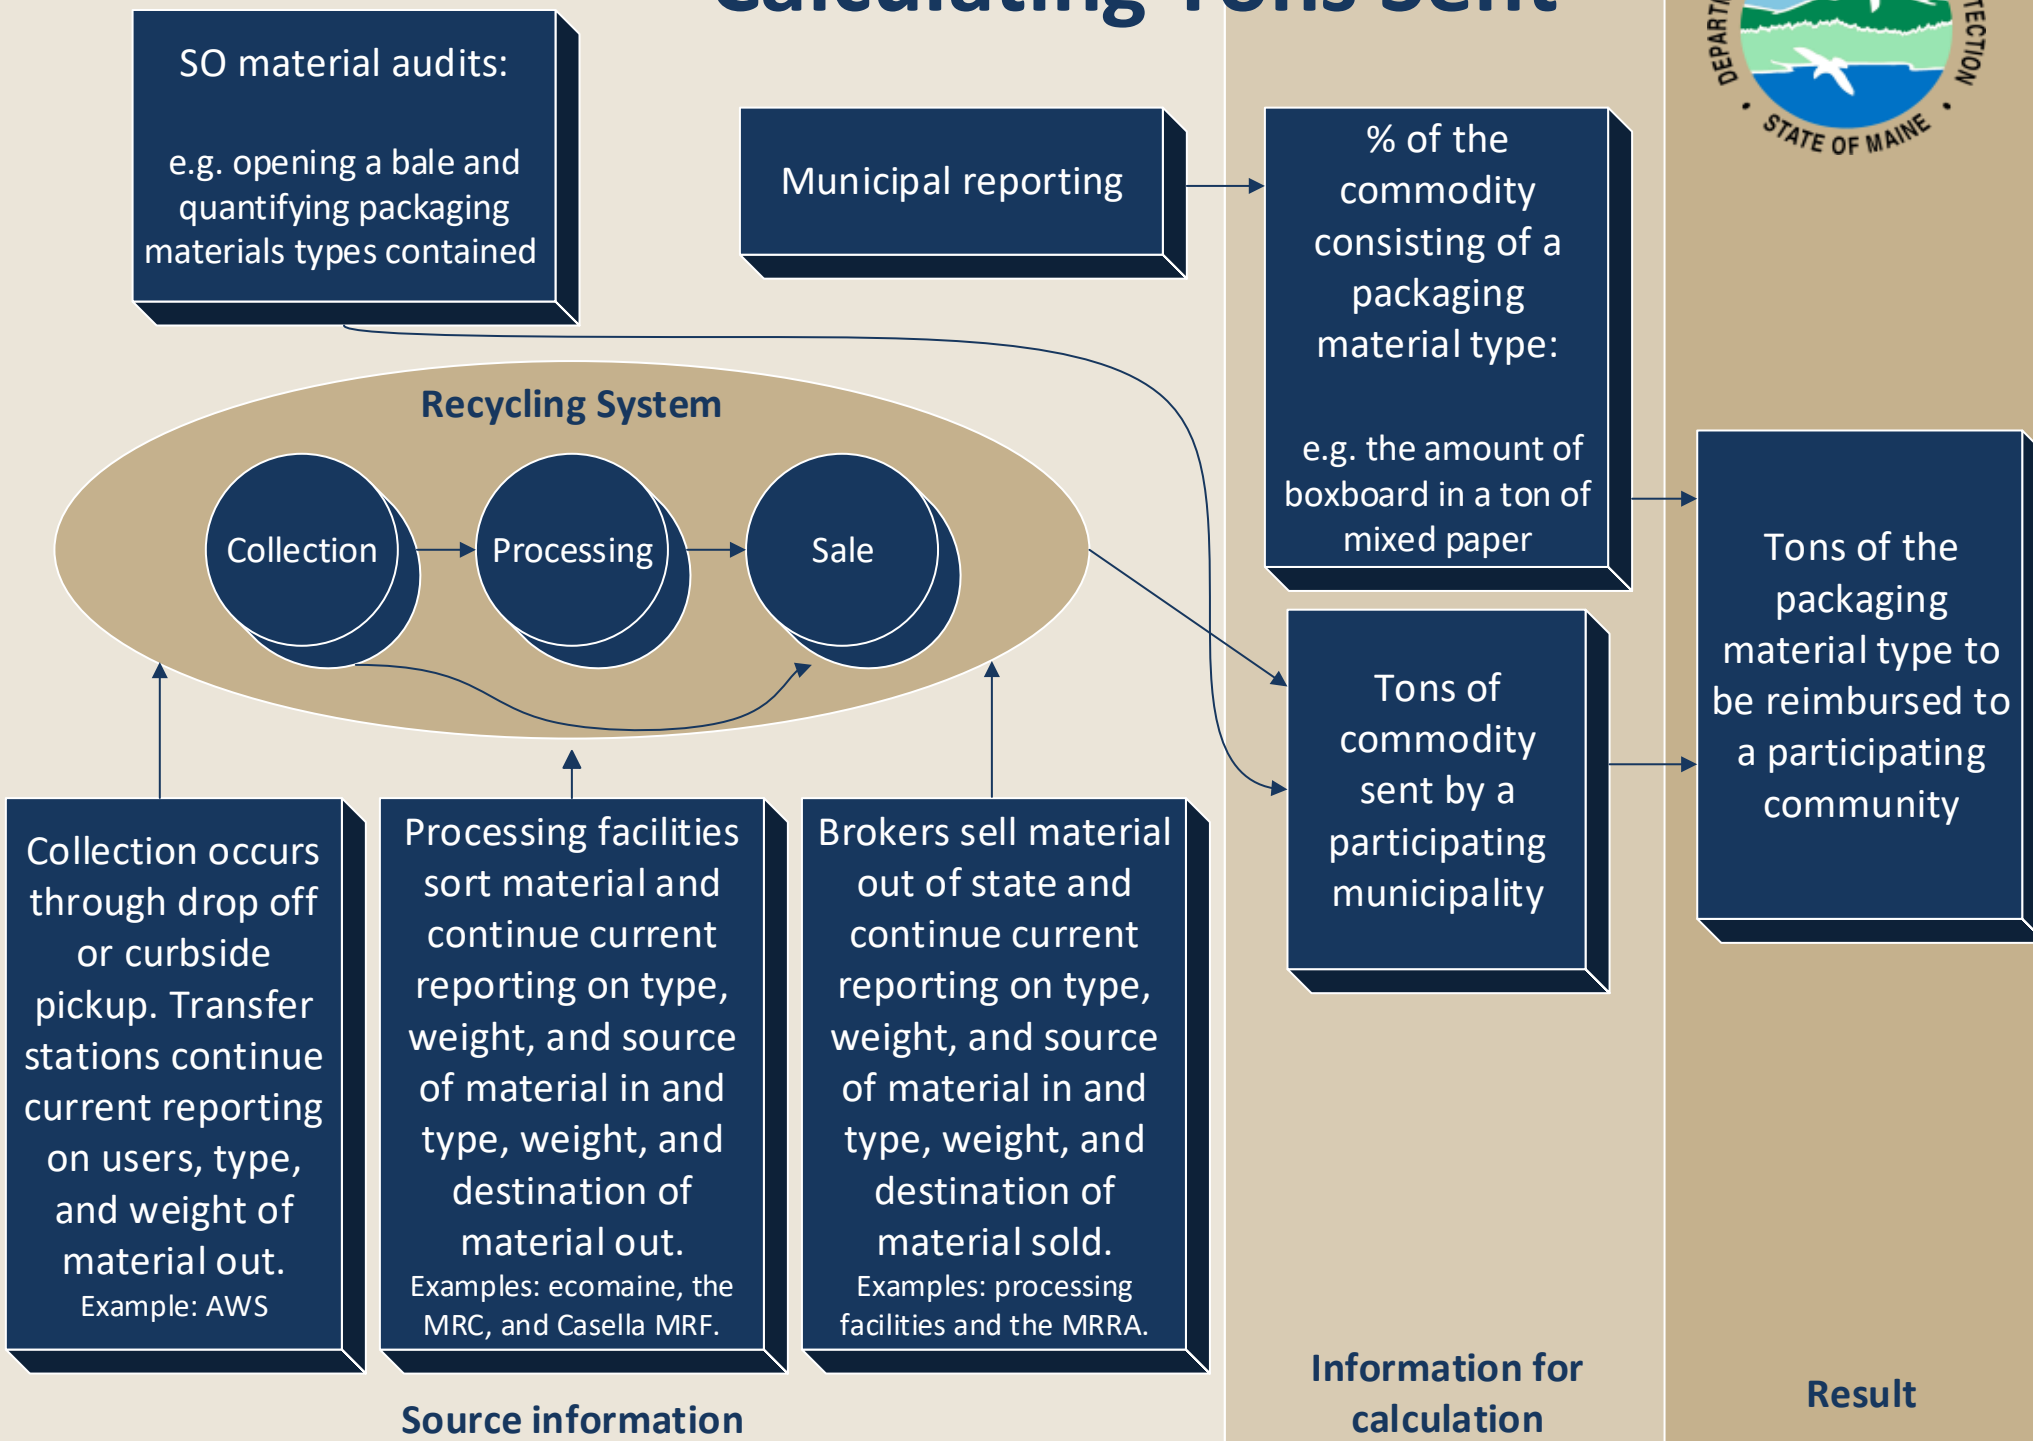 Calculating Tons Sent
SO material audits:
e.g. opening a bale and
quantifying packaging
materials types contained
Municipal reporting
% of the
commodity
consisting of a
packaging
material type:
e.g. the amount of
boxboard in a ton of
mixed paper
STATE OF MAINE
Recycling System
Collection
Processing
Sale
Tons of
commodity
sent by a
participating
municipality
Tons of the
packaging
material type to
be reimbursed to
a participating
community
Collection occurs
through drop off
or curbside
pickup. Transfer
stations continue
current reporting
on users, type,
and weight of
material out.
Example: AWS
Processing facilities
sort material and
continue current
reporting on type,
weight, and source
of material in and
type, weight, and
destination of
material out.
Examples: ecomaine, the
MRC, and Casella MRF.
Brokers sell material
out of state and
continue current
reporting on type,
weight, and source
of material in and
type, weight, and
destination of
material sold.
Examples: processing
facilities and the MRRA.
Source information
Information for
calculation
Result